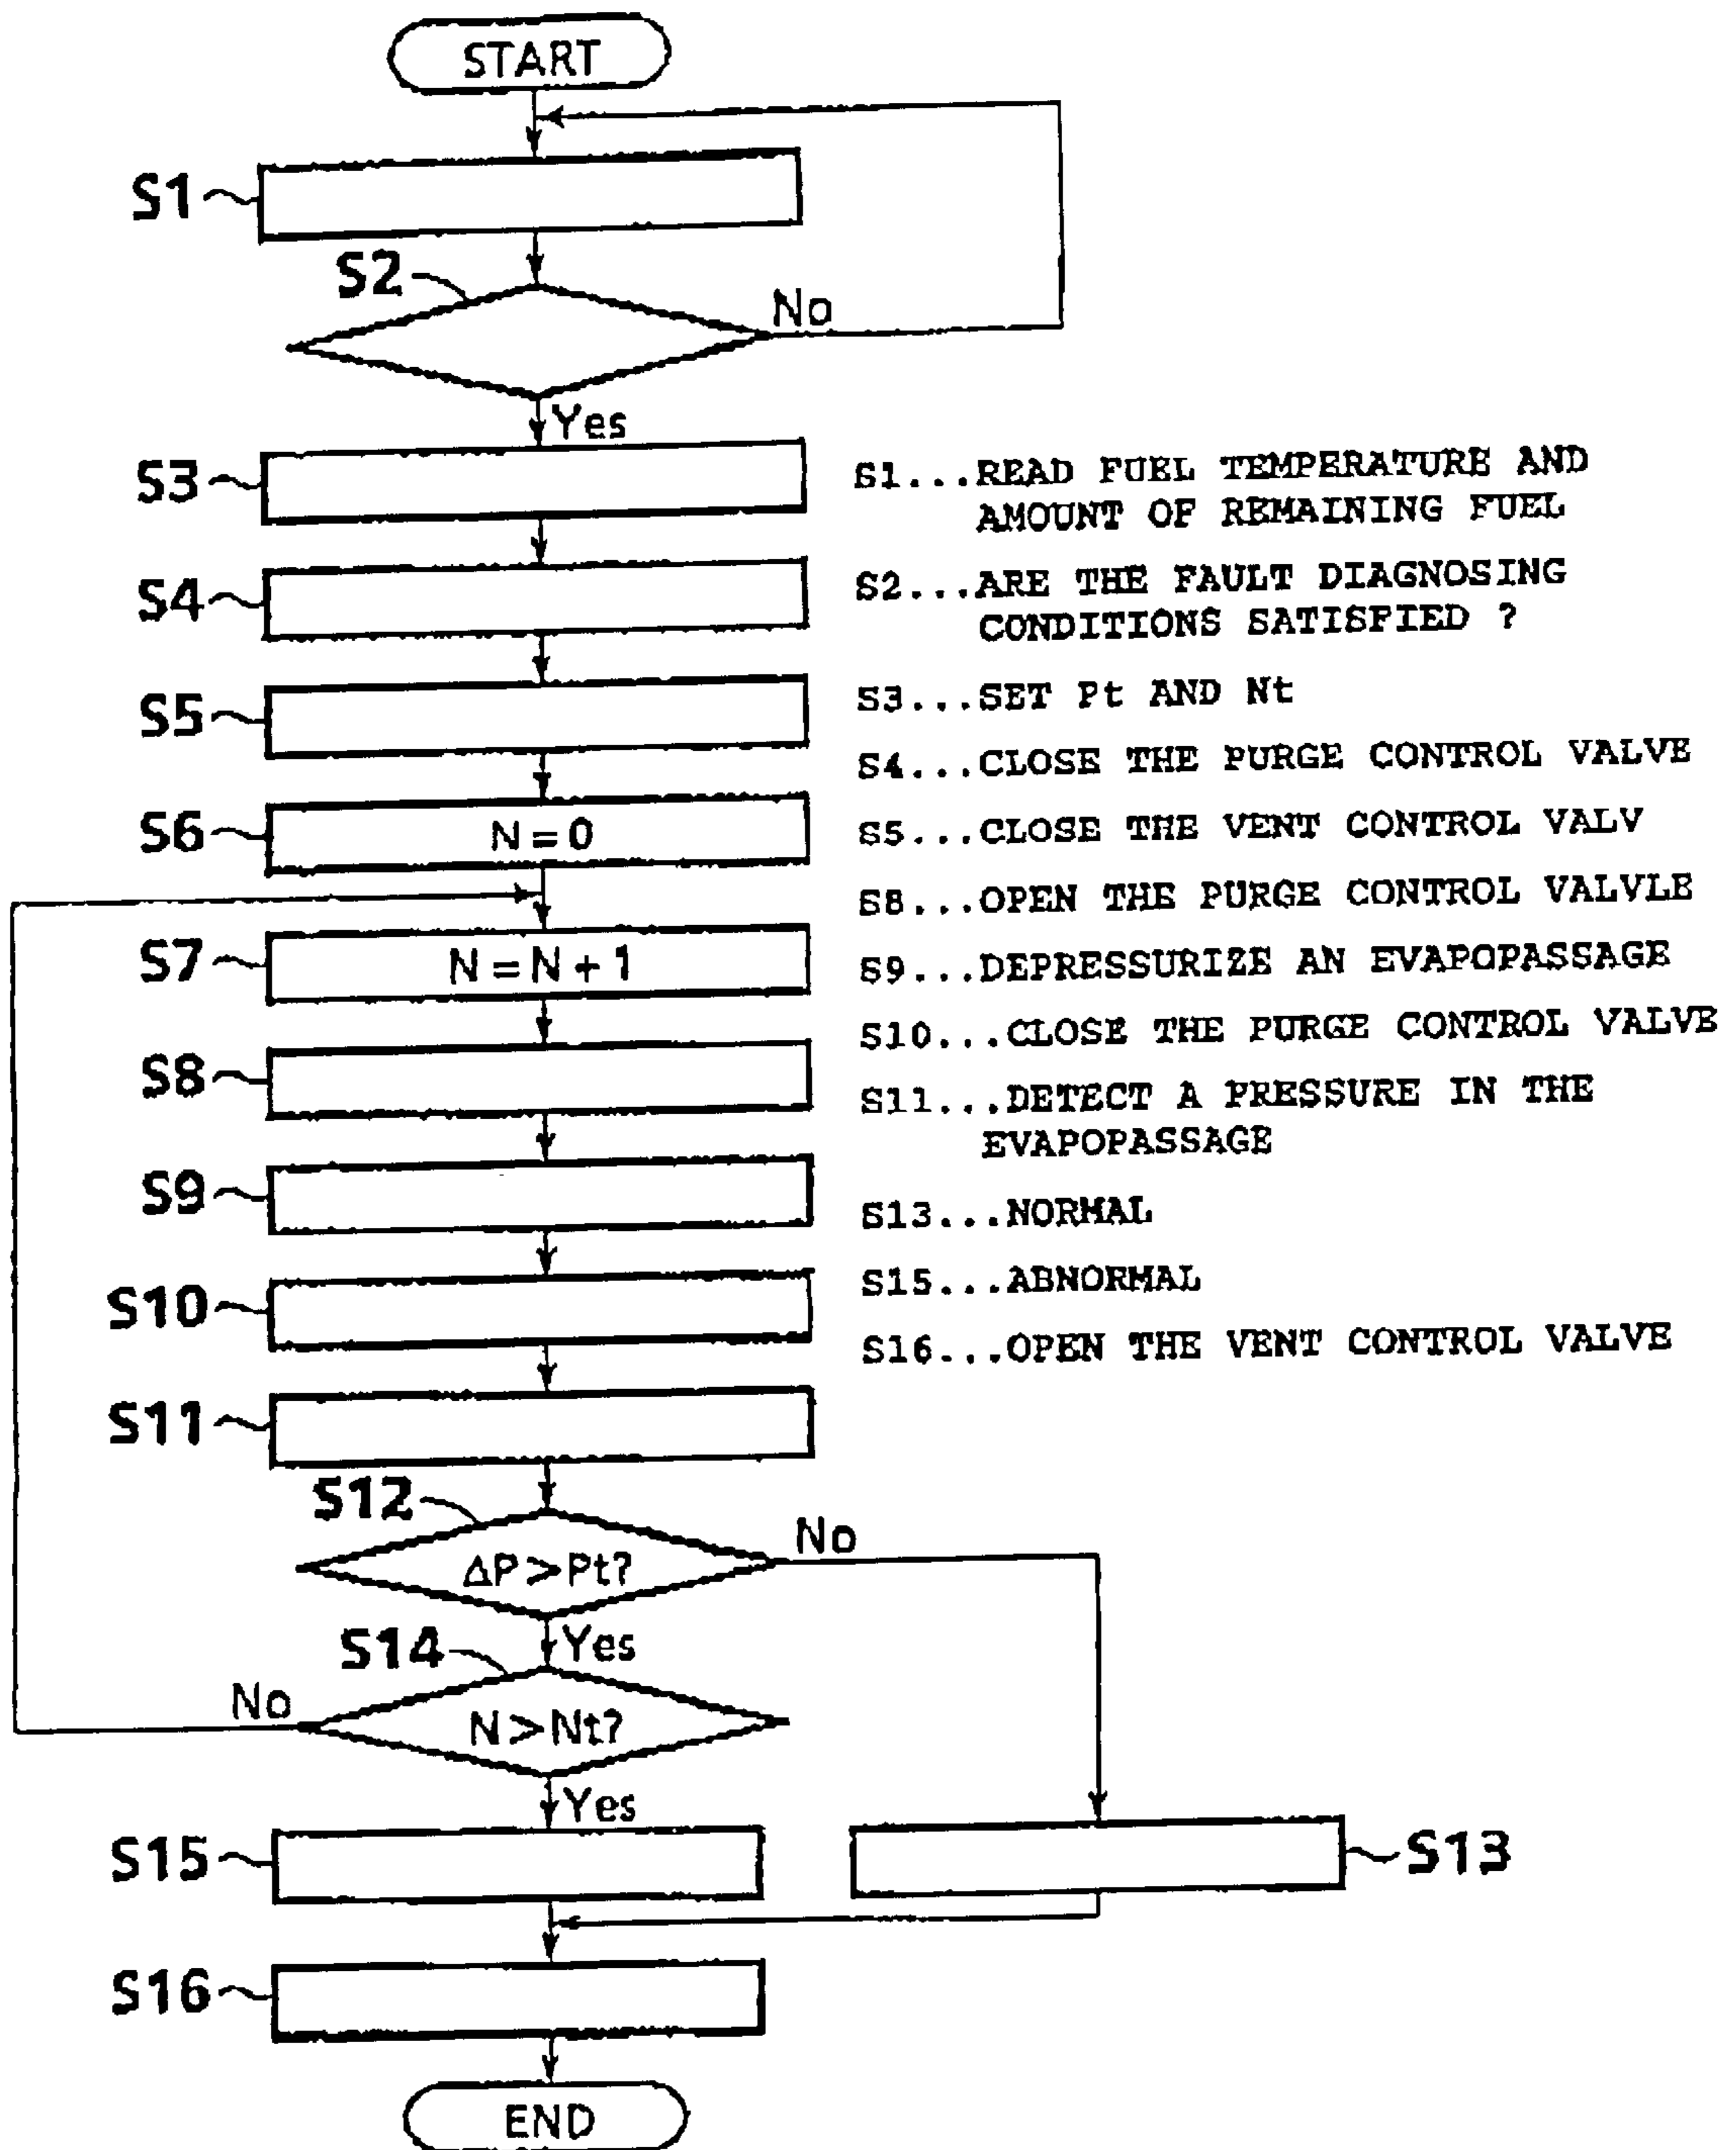 START
S1
S2
No
Yes
S3
S4
S5
S6
N = 0
S7
N = N + 1
S8
S9
S10
S11
S12
ΔP > Pt?
No
Yes
S14
N > Nt?
No
Yes
S15
S13
S16
END
S1...READ FUEL TEMPERATURE AND
AMOUNT OF REMAINING FUEL
S2...ARE THE FAULT DIAGNOSING
CONDITIONS SATISFIED ?
S3...SET Pt AND Nt
S4...CLOSE THE PURGE CONTROL VALVE
S5...CLOSE THE VENT CONTROL VALV
S8...OPEN THE PURGE CONTROL VALVLE
S9...DEPRESSURIZE AN EVAPOPASSAGE
S10...CLOSE THE PURGE CONTROL VALVE
S11...DETECT A PRESSURE IN THE
EVAPOPASSAGE
S13...NORMAL
S15...ABNORMAL
S16...OPEN THE VENT CONTROL VALVE